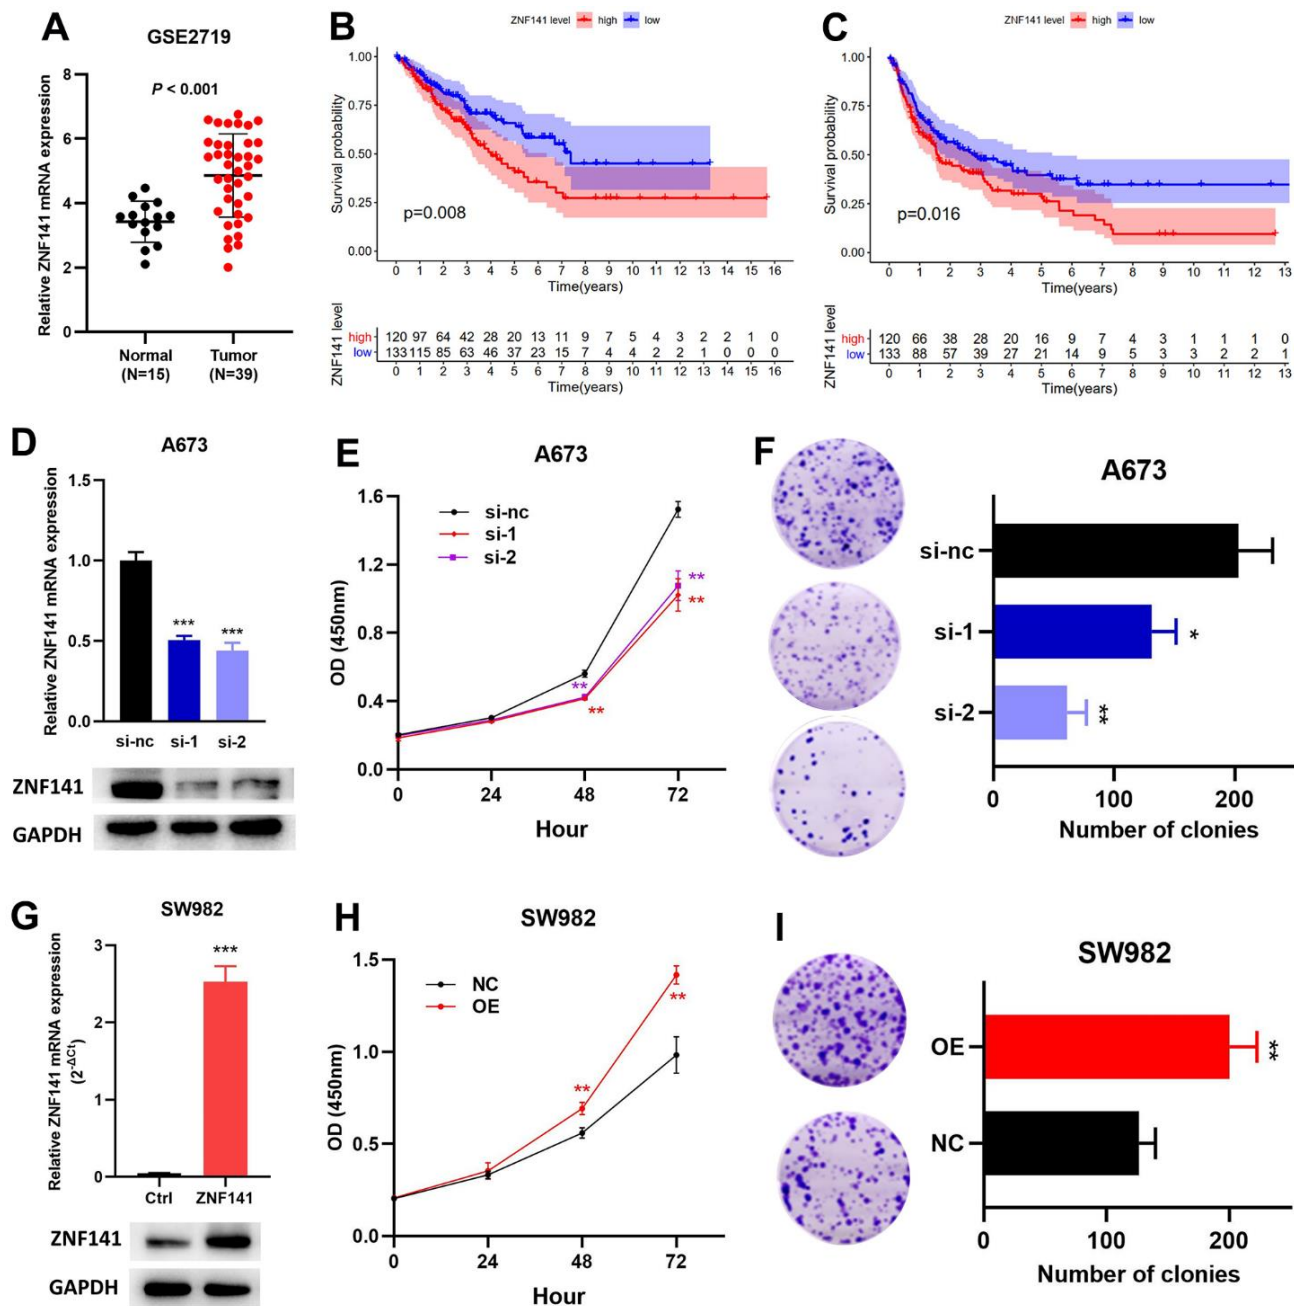 A
GSE2719
P < 0.001
Relative ZNF141 mRNA expression
8
6
4
2
0
Normal
(N=15)
Tumor
(N=39)
B
ZNF141 level high low
Survival probability
1.00
0.75
0.50
0.25
0.00
p=0.008
0 1 2 3 4 5 6 7 8 9 10 11 12 13 14 15 16
Time(years)
ZNF141 level
high 120 97 64 42 28 20 13 11 9 7 5 4 3 2 2 1 0
low 133 115 85 63 46 37 23 15 7 4 4 2 2 1 0 0 0
0 1 2 3 4 5 6 7 8 9 10 11 12 13 14 15 16
Time(years)
C
ZNF141 level high low
Survival probability
1.00
0.75
0.50
0.25
0.00
p=0.016
0 1 2 3 4 5 6 7 8 9 10 11 12 13
Time(years)
ZNF141 level
high 120 66 38 28 20 16 9 7 4 3 1 1 1 0
low 133 88 57 39 27 21 14 9 5 3 3 2 2 1
0 1 2 3 4 5 6 7 8 9 10 11 12 13
Time(years)
D
A673
Relative ZNF141 mRNA expression
1.5
1.0
0.5
0.0
*** ***
si-nc si-1 si-2
ZNF141
GAPDH
E
A673
OD (450nm)
1.6
1.2
0.8
0.4
0.0
si-nc
si-1
si-2
**
**
**
**
0 24 48 72
Hour
F
A673
si-nc
si-1 *
si-2 **
0 100 200
Number of clonies
G
SW982
Relative ZNF141 mRNA expression
(2-ΔCt)
3
2
1
0
***
Ctrl ZNF141
ZNF141
GAPDH
H
SW982
OD (450nm)
1.5
1.0
0.5
0.0
NC
OE
**
**
0 24 48 72
Hour
I
SW982
OE **
NC
0 100 200
Number of clonies